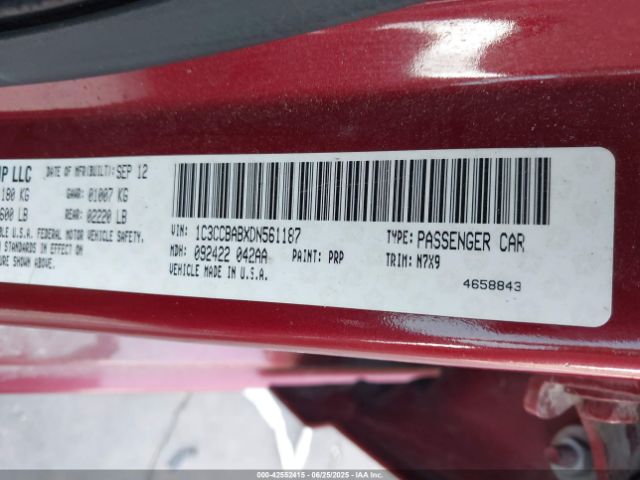 UP LLC DATE OF MFR(BUILT): SEP 12
180 KG GAWR: 01007 KG
600 LB REAR: 02220 LB
U.S.A. FEDERAL MOTOR VEHICLE SAFETY.
STANDARDS IN EFFECT ON
SHOWN ABOVE.
VIN: 1C3CCBABXDN561187 TYPE: PASSENGER CAR
MDH: 092422 042AA PAINT: PRP TRIM: N7X9
VEHICLE MADE IN U.S.A.
4658843
00-42552415 - 06/25/2025 - IAA Inc.